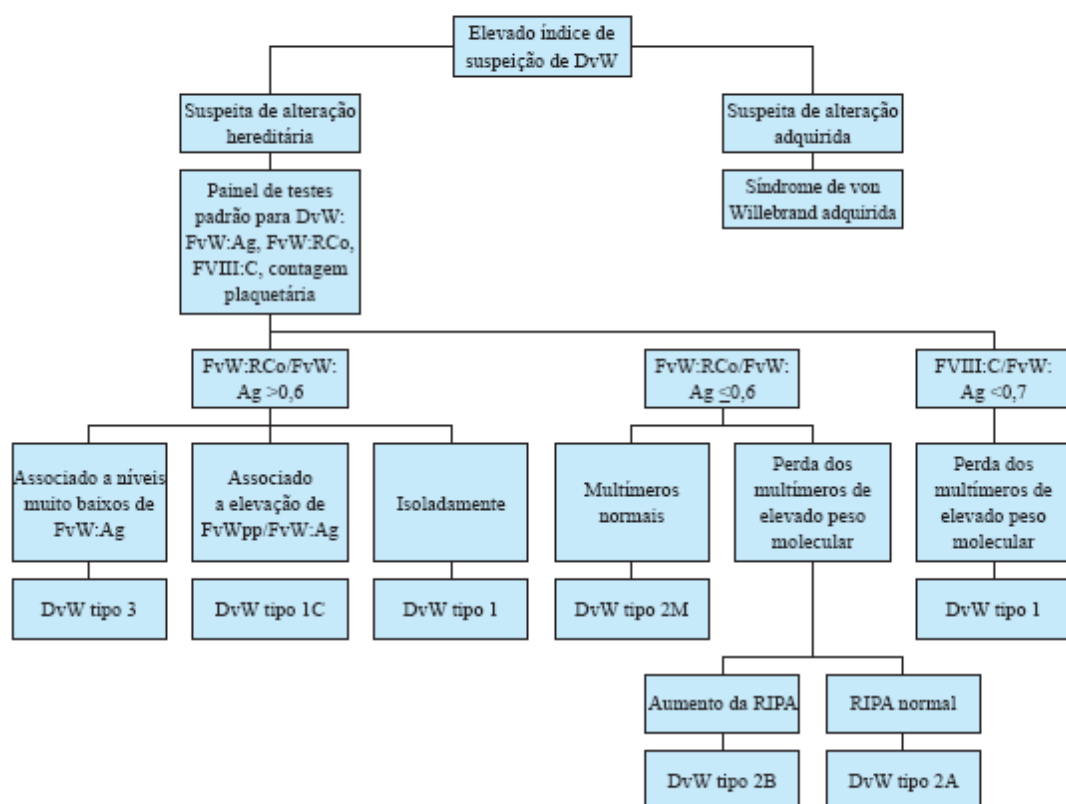 Elevado índice de
suspeição de DvW
Suspeita de alteração
hereditária
Suspeita de alteração
adquirida
Painel de testes
padrão para DvW:
FvW:Ag, FvW:RCo,
FVIII:C, contagem
plaquetária
Síndrome de von
Willebrand adquirida
FvW:RCo/FvW:
Ag >0,6
FvW:RCo/FvW:
Ag ≤0,6
FVIII:C/FvW:
Ag <0,7
Associado a níveis
muito baixos de
FvW:Ag
Associado
a elevação de
FvWpp/FvW:Ag
Isoladamente
Multímeros
normais
Perda dos
multímeros de
elevado peso
molecular
Perda dos
multímeros de
elevado peso
molecular
DvW tipo 3
DvW tipo 1C
DvW tipo 1
DvW tipo 2M
DvW tipo 1
Aumento da RIPA
RIPA normal
DvW tipo 2B
DvW tipo 2A